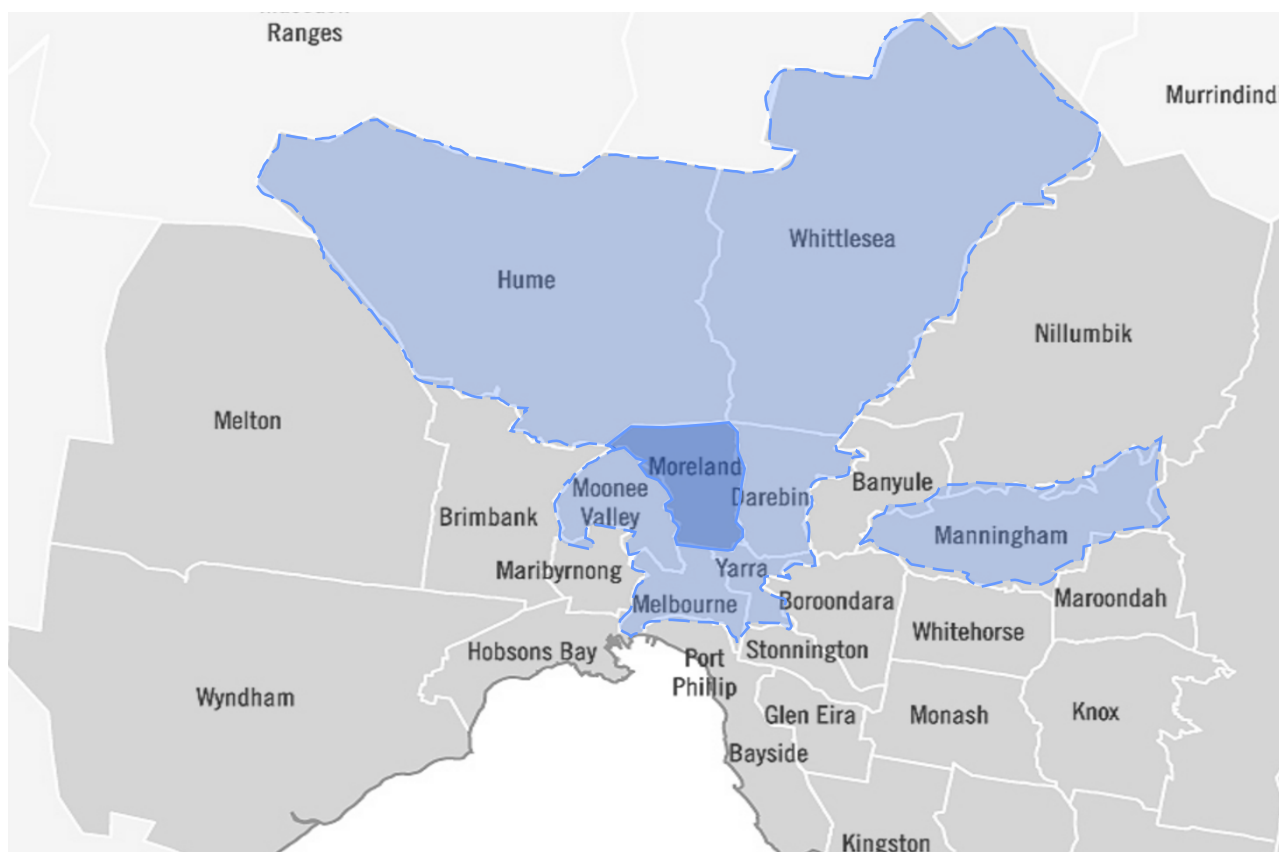 Ranges
Murrindind
Whittlesea
Hume
Nillumbik
Melton
Moreland
Banyule
Moonee
Valley
Darebin
Brimbank
Manningham
Maribyrnong
Yarra
Melbourne
Boroondara
Maroondah
Whitehorse
Hobsons Bay
Stonnington
Port
Phillip
Wyndham
Glen Eira
Monash
Knox
Bayside
Kingston